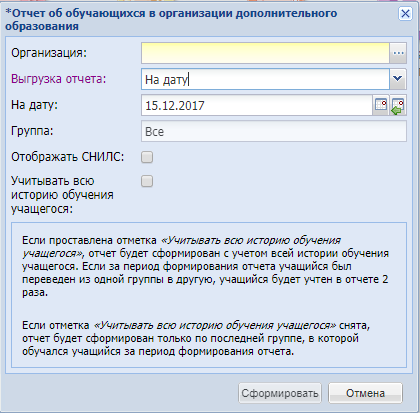 *Отчет об обучающихся в организации дополнительного
образования
Организация:
...
Выгрузка отчета: На дату
На дату: 15.12.2017
Группа: Все
Отображать СНИЛС:
Учитывать всю
историю обучения
учащегося:
Если проставлена отметка «Учитывать всю историю обучения
учащегося», отчет будет сформирован с учетом всей истории обучения
учащегося. Если за период формирования отчета учащийся был
переведен из одной группы в другую, учащийся будет учтен в отчете 2
раза.
Если отметка «Учитывать всю историю обучения учащегося» снята,
отчет будет сформирован только по последней группе, в которой
обучался учащийся за период формирования отчета.
Сформировать Отмена